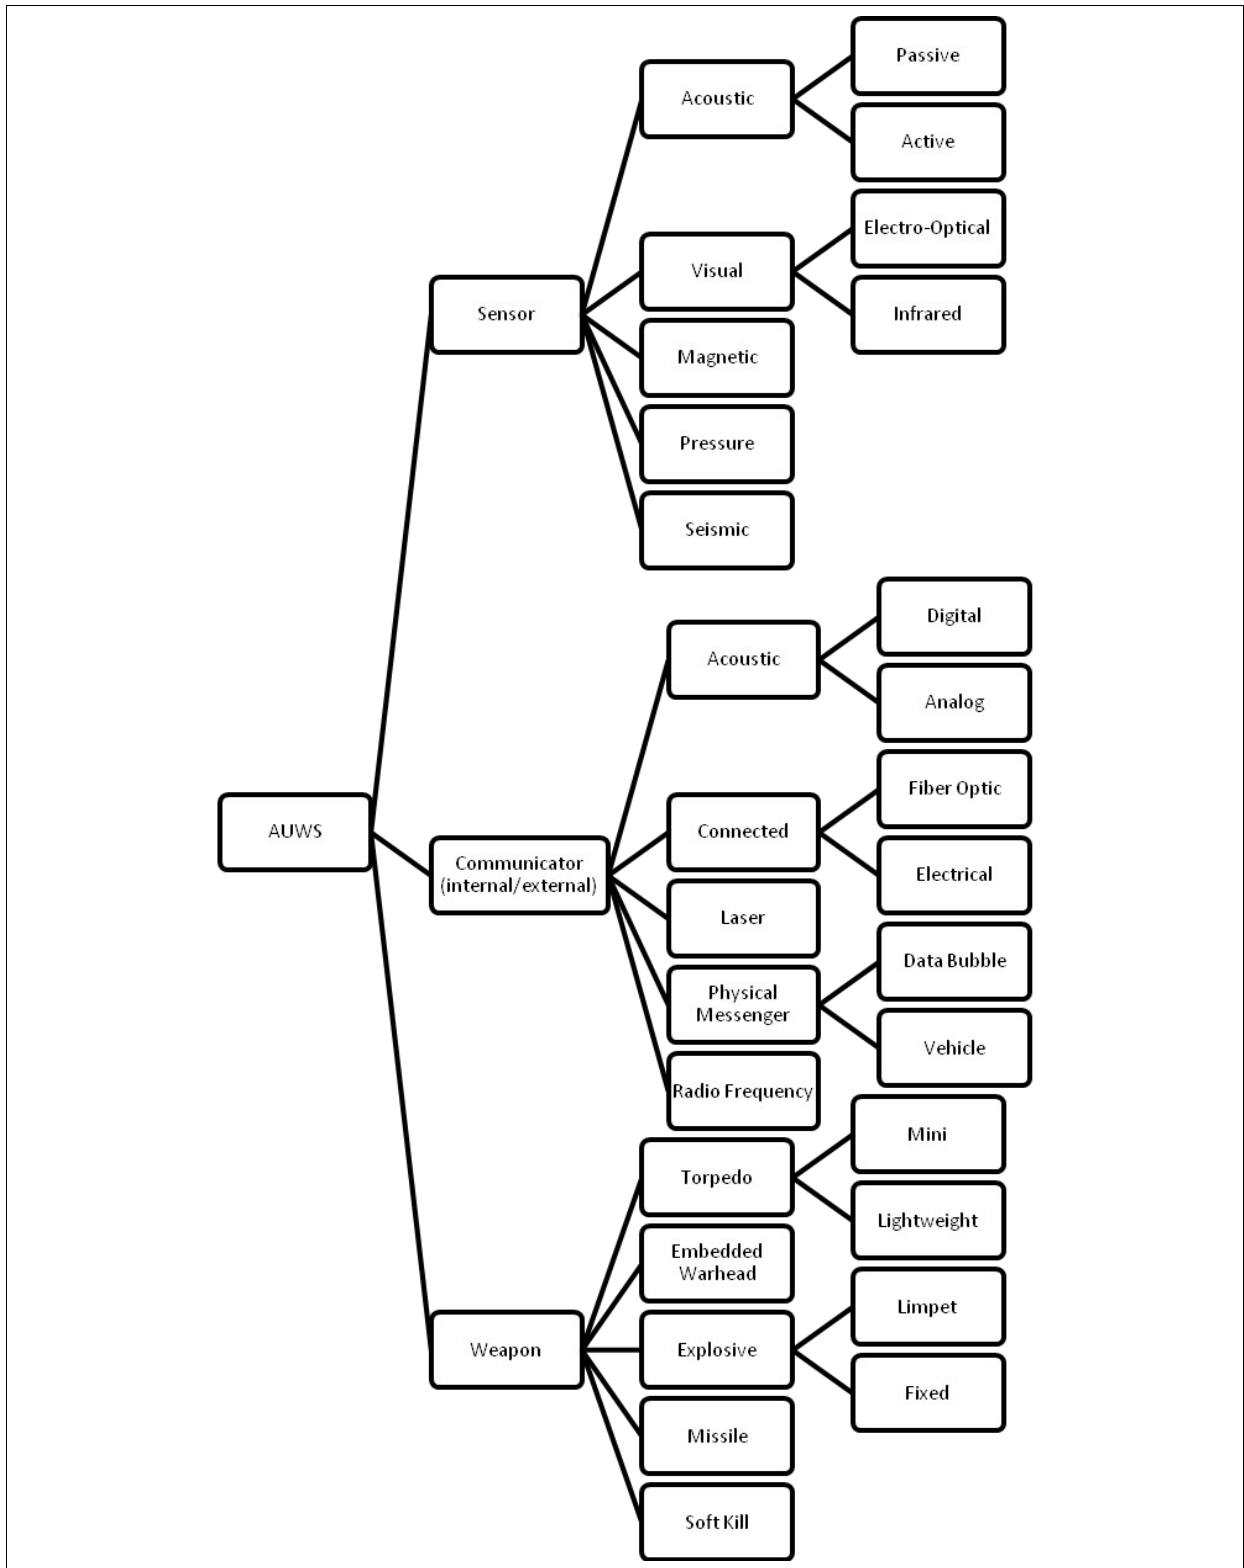 Passive
Acoustic
Active
Electro-Optical
Visual
Infrared
Sensor
Magnetic
Pressure
Seismic
Digital
Acoustic
Analog
Fiber Optic
Connected
Electrical
AUWS
Communicator
(internal/external)
Laser
Data Bubble
Physical
Messenger
Vehicle
Radio Frequency
Mini
Torpedo
Lightweight
Embedded
Warhead
Limpet
Weapon
Explosive
Fixed
Missile
Soft Kill